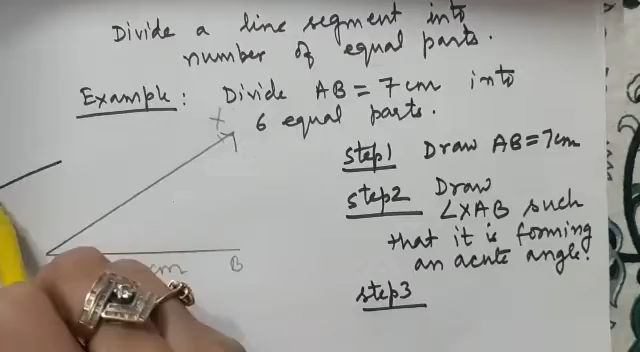 Divide a line segment into
number of equal parts.
Example: Divide AB = 7cm into
6 equal parts.
X
step1 Draw AB=7cm
step2 Draw
∠XAB such
that it is forming
an acute angle.
cm
B
step3